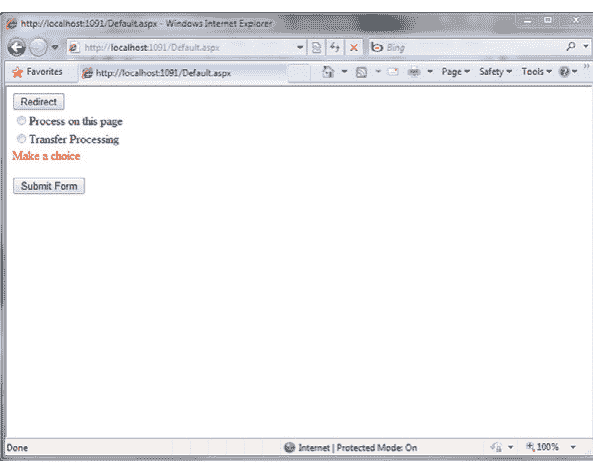 http://localhost:1091/Default.aspx - Windows Internet Explorer
http://localhost:1091/Default.aspx
Bing
Favorites
http://localhost:1091/Default.aspx
Page
Safety
Tools
Redirect
Process on this page
Transfer Processing
Make a choice
Submit Form
Done
Internet | Protected Mode: On
100%